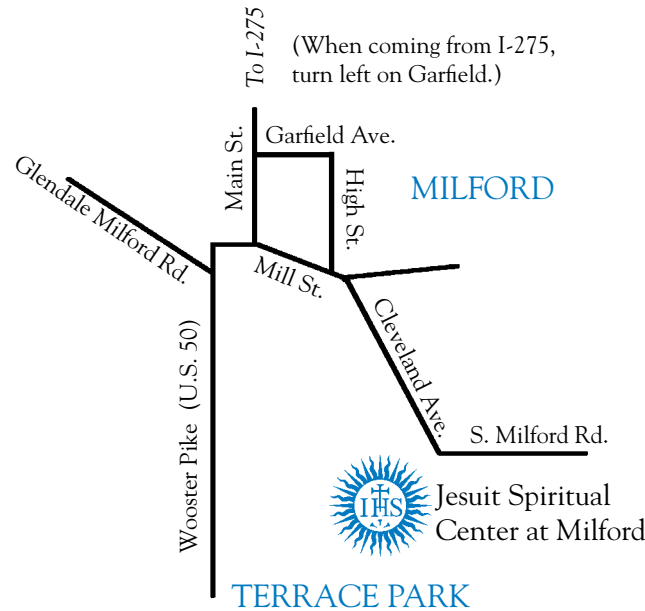 To I-275
(When coming from I-275,
turn left on Garfield.)
Garfield Ave.
Main St.
High St.
MILFORD
Glendale Milford Rd.
Mill St.
Cleveland Ave.
Wooster Pike (U.S. 50)
S. Milford Rd.
IHS
Jesuit Spiritual
Center at Milford
TERRACE PARK